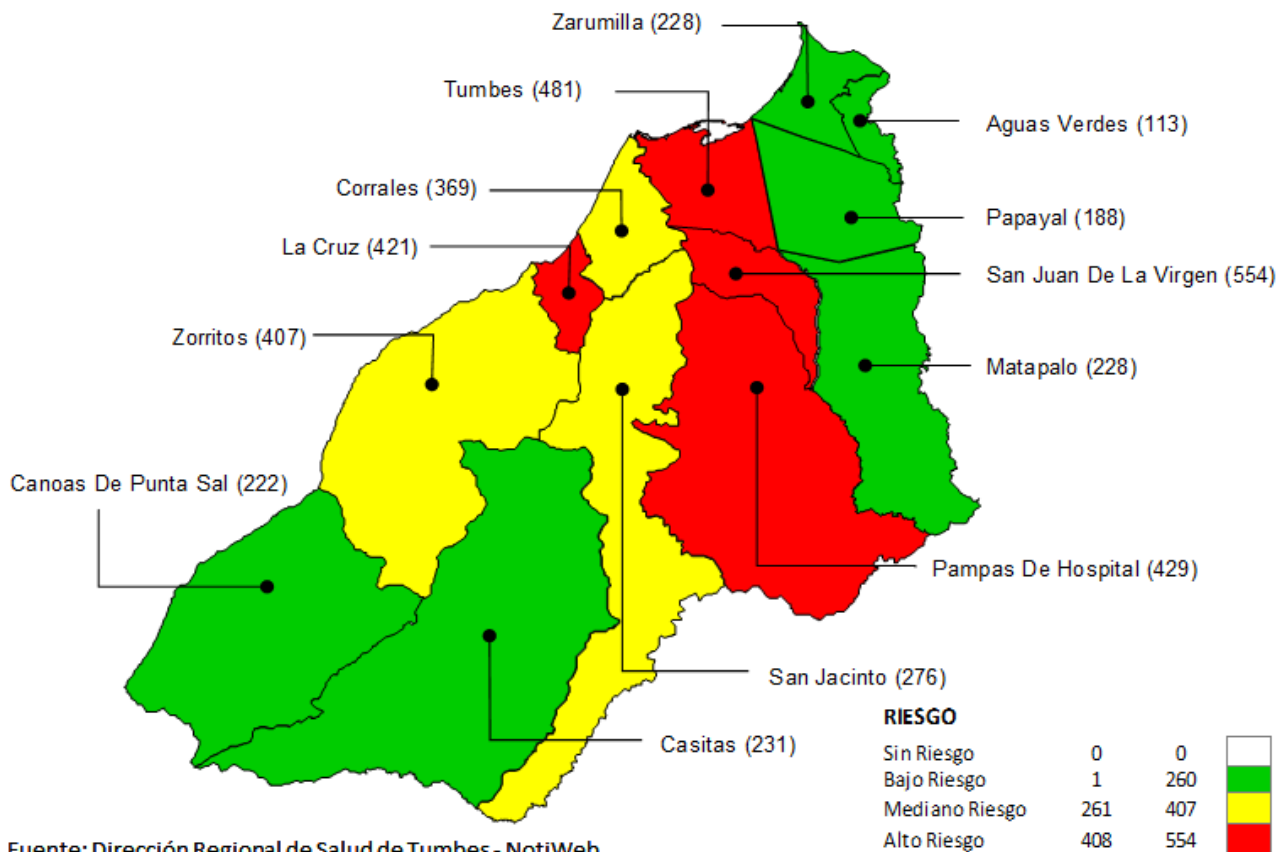 Zarumilla (228)
Tumbes (481)
Aguas Verdes (113)
Corrales (369)
Papayal (188)
La Cruz (421)
San Juan De La Virgen (554)
Zorritos (407)
Matapalo (228)
Canoas De Punta Sal (222)
Pampas De Hospital (429)
San Jacinto (276)
Casitas (231)
RIESGO
Sin Riesgo 0 0
Bajo Riesgo 1 260
Mediano Riesgo 261 407
Alto Riesgo 408 554
Fuente: Dirección Regional de Salud de Tumbes - NotiWeb